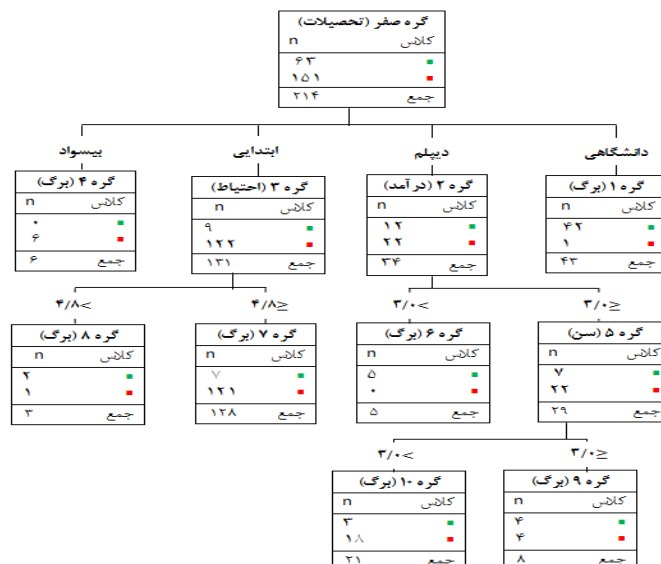 گره صفر (تحصیلات)
کلاس n
۶۳
۱۵۱
جمع ۲۱۴
دانشگاهی
دیپلم
ابتدایی
بیسواد
گره ۱ (برگ)
کلاس n
۴۲
۱
جمع ۴۳
گره ۲ (درآمد)
کلاس n
۱۲
۲۲
جمع ۳۴
گره ۳ (احتیاط)
کلاس n
۹
۱۲۲
جمع ۱۳۱
گره ۴ (برگ)
کلاس n
۰
۶
جمع ۶
۳/۰≥
۳/۰<
۴/۸≥
۴/۸<
گره ۵ (سن)
کلاس n
۷
۲۲
جمع ۲۹
گره ۶ (برگ)
کلاس n
۵
۰
جمع ۵
گره ۷ (برگ)
کلاس n
۷
۱۲۱
جمع ۱۲۸
گره ۸ (برگ)
کلاس n
۲
۱
جمع ۳
۳/۰≥
۳/۰<
گره ۹ (برگ)
کلاس n
۴
۴
جمع ۸
گره ۱۰ (برگ)
کلاس n
۳
۱۸
جمع ۲۱